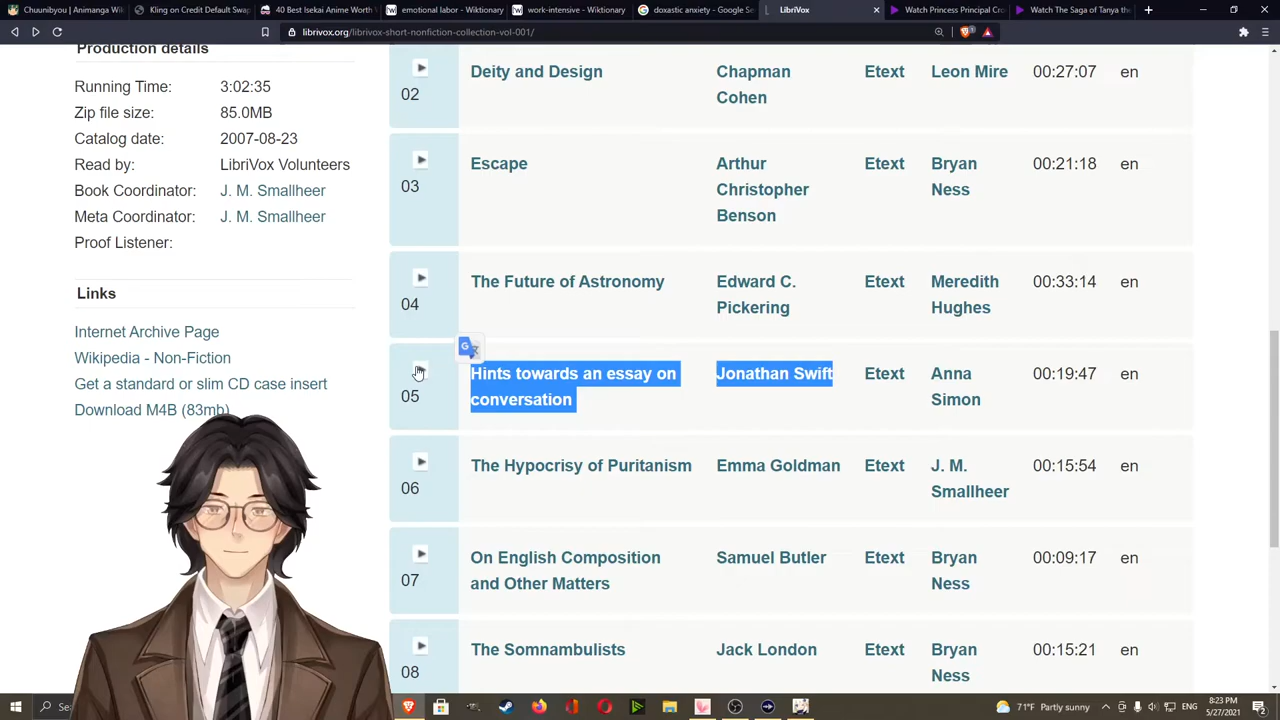 Chuunibyou | Animanga Wiki
Kling on Credit Default Swap
40 Best Isekai Anime Worth
emotional labor - Wiktionary
work-intensive - Wiktionary
doxastic anxiety - Google Se
LibriVox
Watch Princess Principal Cro
Watch The Saga of Tanya the
librivox.org/librivox-short-nonfiction-collection-vol-001/
Production details
Running Time: 3:02:35
Zip file size: 85.0MB
Catalog date: 2007-08-23
Read by: LibriVox Volunteers
Book Coordinator: J. M. Smallheer
Meta Coordinator: J. M. Smallheer
Proof Listener:
Links
Internet Archive Page
Wikipedia - Non-Fiction
Get a standard or slim CD case insert
Download M4B (83mb)
02 Deity and Design Chapman Etext Leon Mire 00:27:07 en
Cohen
03 Escape Arthur Etext Bryan 00:21:18 en
Christopher Ness
Benson
04 The Future of Astronomy Edward C. Etext Meredith 00:33:14 en
Pickering Hughes
05 Hints towards an essay on Jonathan Swift Etext Anna 00:19:47 en
conversation Simon
06 The Hypocrisy of Puritanism Emma Goldman Etext J. M. 00:15:54 en
Smallheer
07 On English Composition Samuel Butler Etext Bryan 00:09:17 en
and Other Matters Ness
08 The Somnambulists Jack London Etext Bryan 00:15:21 en
Ness
71°F Partly sunny
8:23 PM
5/27/2021